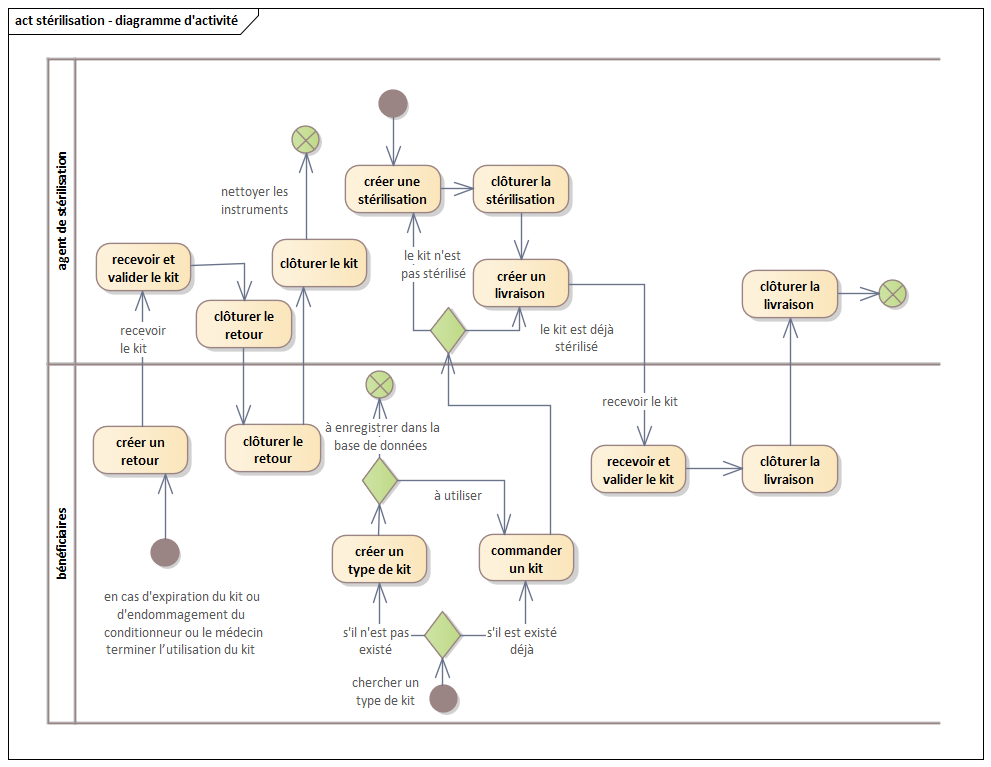 act stérilisation - diagramme d'activité
agent de stérilisation
créer une
stérilisation
clôturer la
stérilisation
nettoyer les
instruments
recevoir et
valider le kit
clôturer le kit
le kit n'est
pas stérilisé
créer un
livraison
clôturer la
livraison
clôturer le
retour
recevoir
le kit
le kit est déjà
stérilisé
bénéficiaires
créer un
retour
clôturer le
retour
à enregistrer dans la
base de données
recevoir le kit
recevoir et
valider le kit
clôturer la
livraison
à utiliser
créer un
type de kit
commander
un kit
en cas d'expiration du kit ou
d'endommagement du
conditionneur ou le médecin
terminer l’utilisation du kit
s'il n'est pas
existé
s'il est existé
déjà
chercher un
type de kit